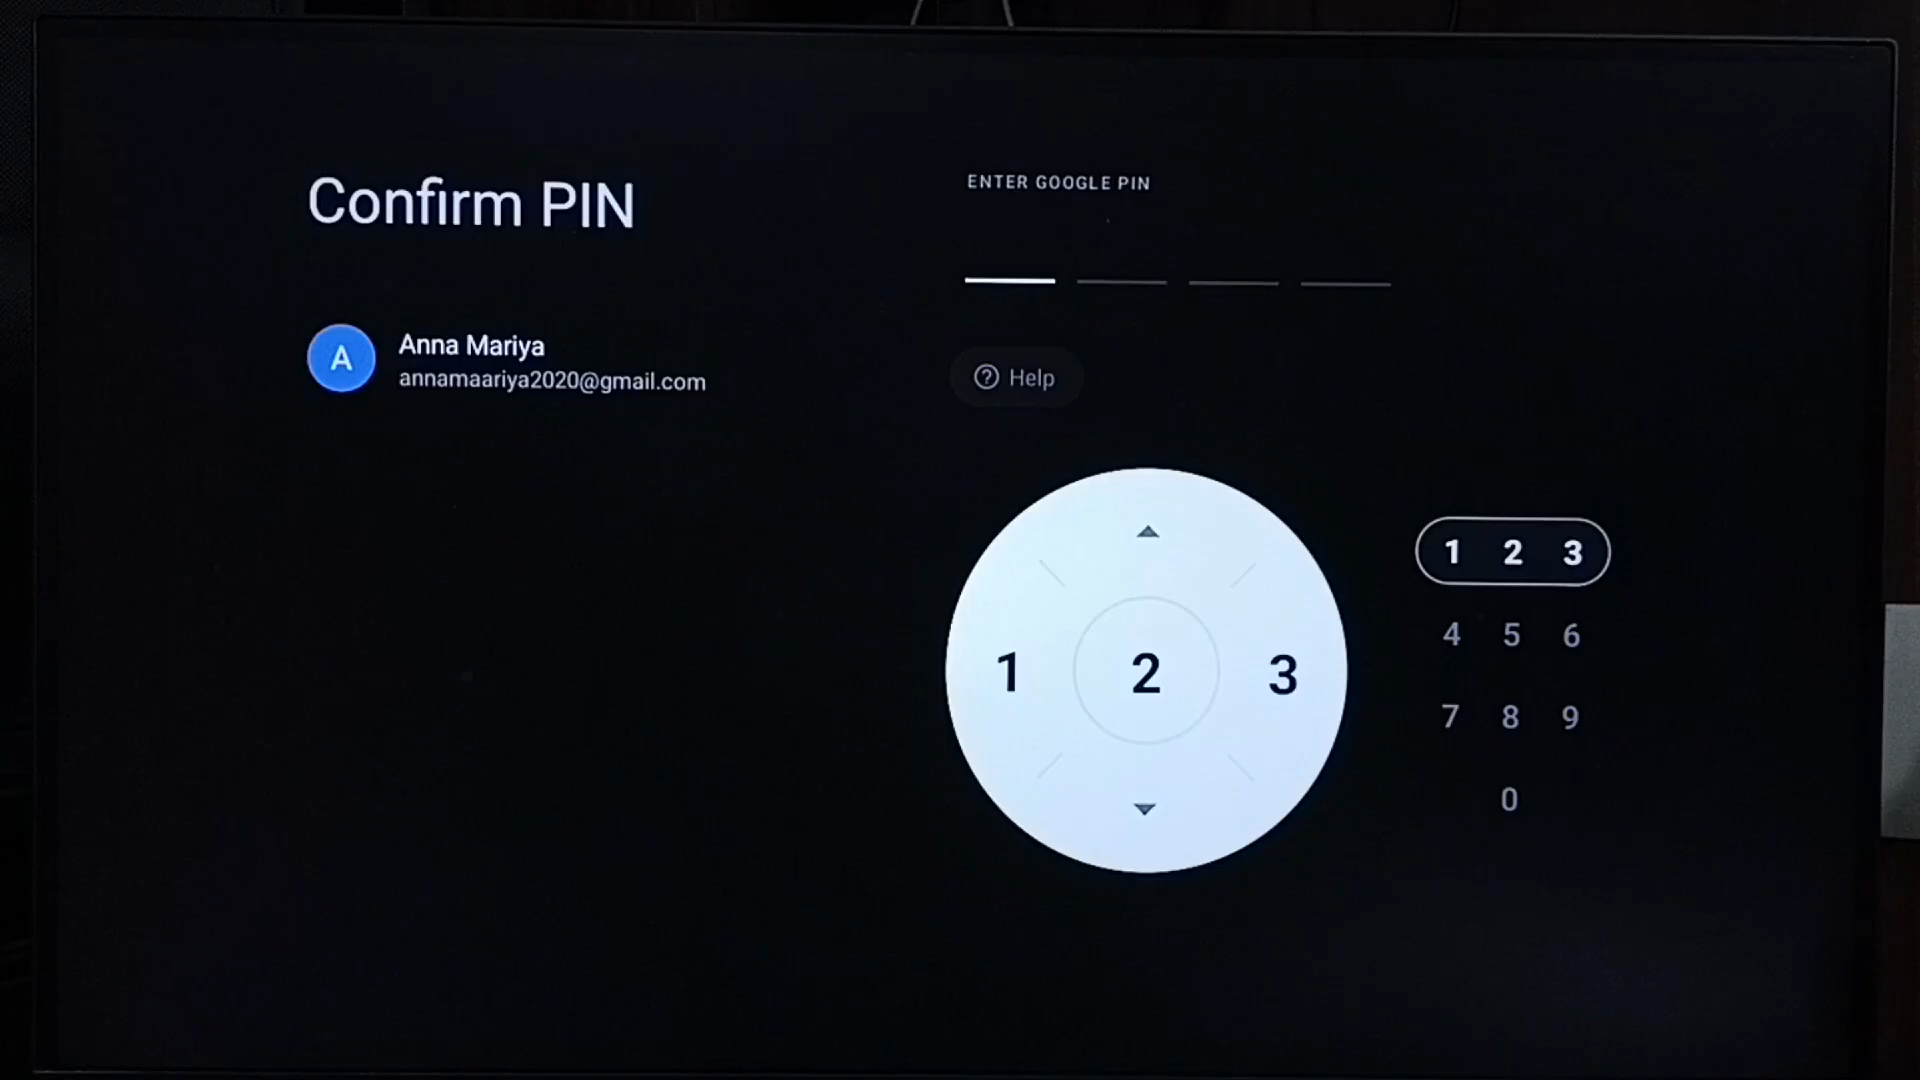 Confirm PIN
A
Anna Mariya
annamaariya2020@gmail.com
ENTER GOOGLE PIN
Help
1 2 3
1 2 3
4 5 6
7 8 9
0